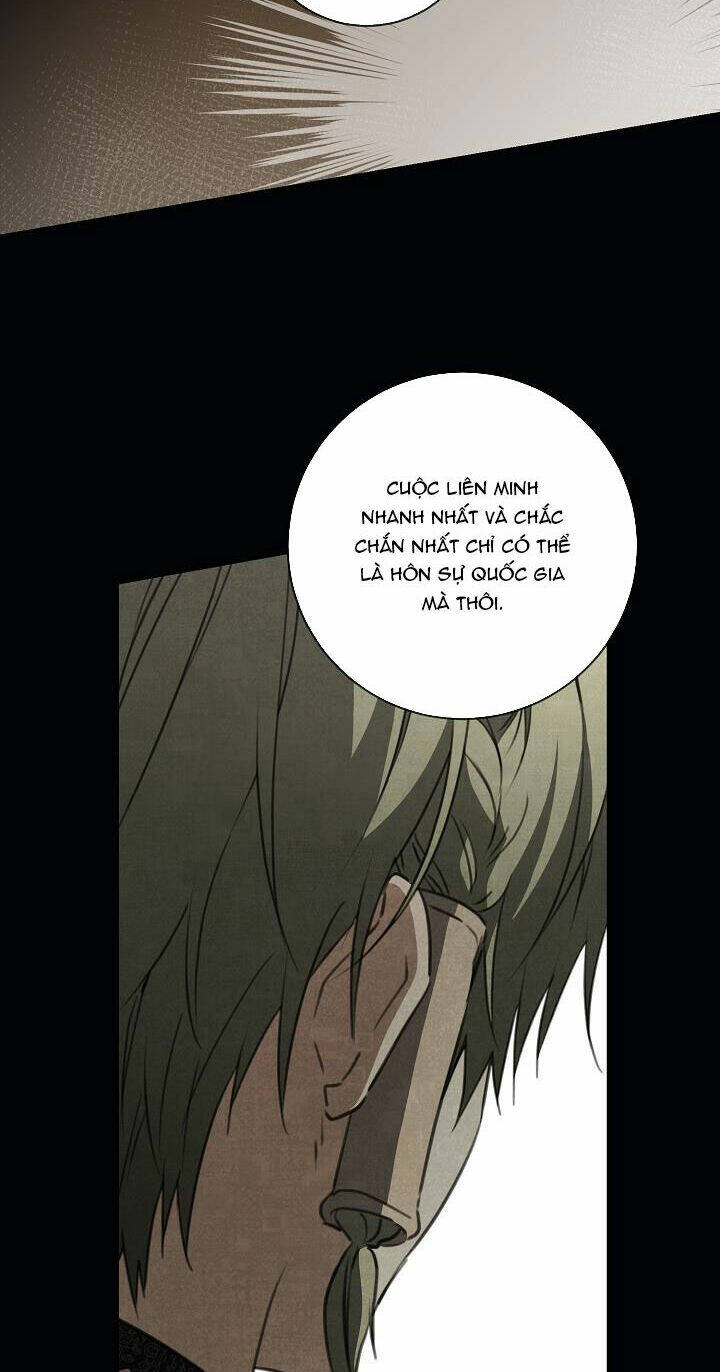 CUỘC LIÊN MINH
NHANH NHẤT VÀ CHẮC
CHẮN NHẤT CHỈ CÓ THỂ
LÀ HÔN SỰ QUỐC GIA
MÀ THÔI.